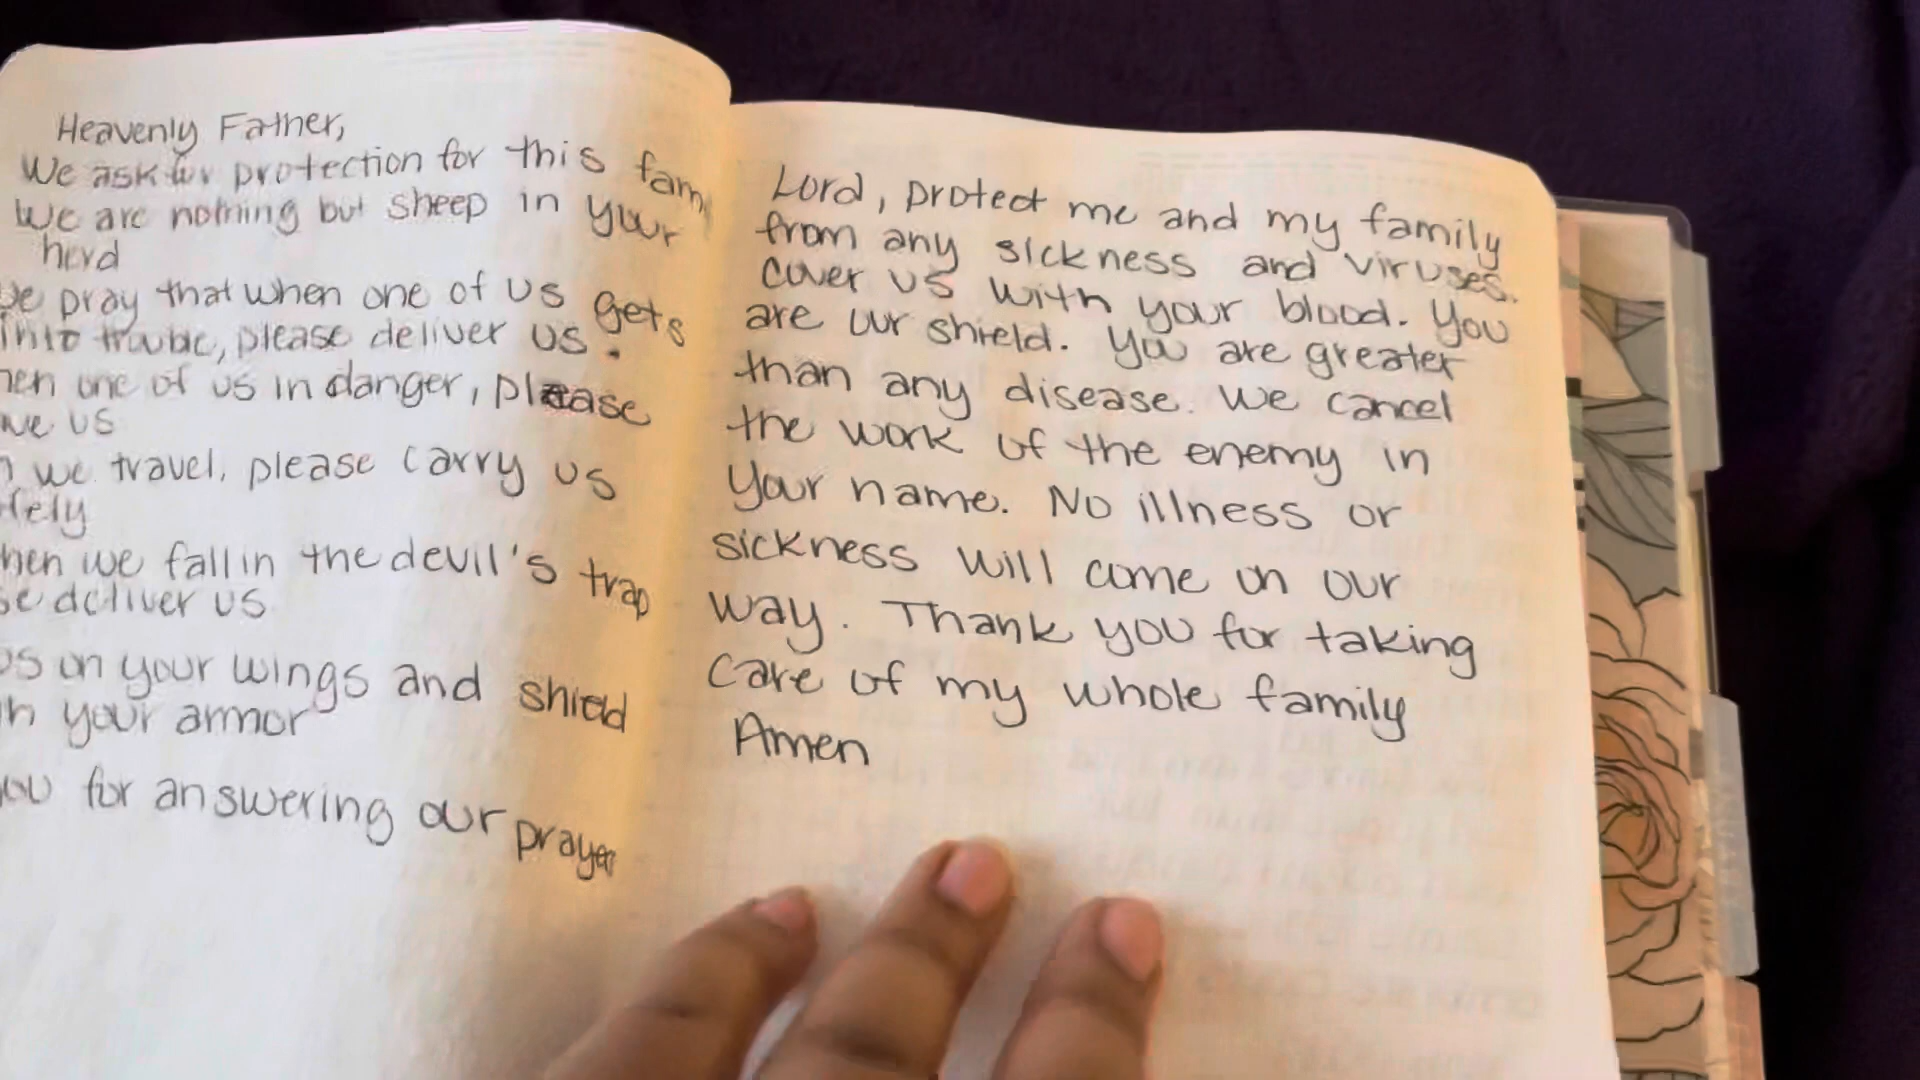 Heavenly Father,
We ask for protection for this fam
We are nothing but sheep in your
herd
pray that when one of us gets
into trouble, please deliver us.
one of us in danger, please
us
we travel, please carry us
we fall in the devil's trap
deliver us
us on your wings and shield
your armor
for answering our prayer
Lord, protect me and my family
from any sickness and viruses.
cover us with your blood. You
are our shield. You are greater
than any disease. We cancel
the work of the enemy in
your name. No illness or
sickness will come on our
way. Thank you for taking
care of my whole family
Amen